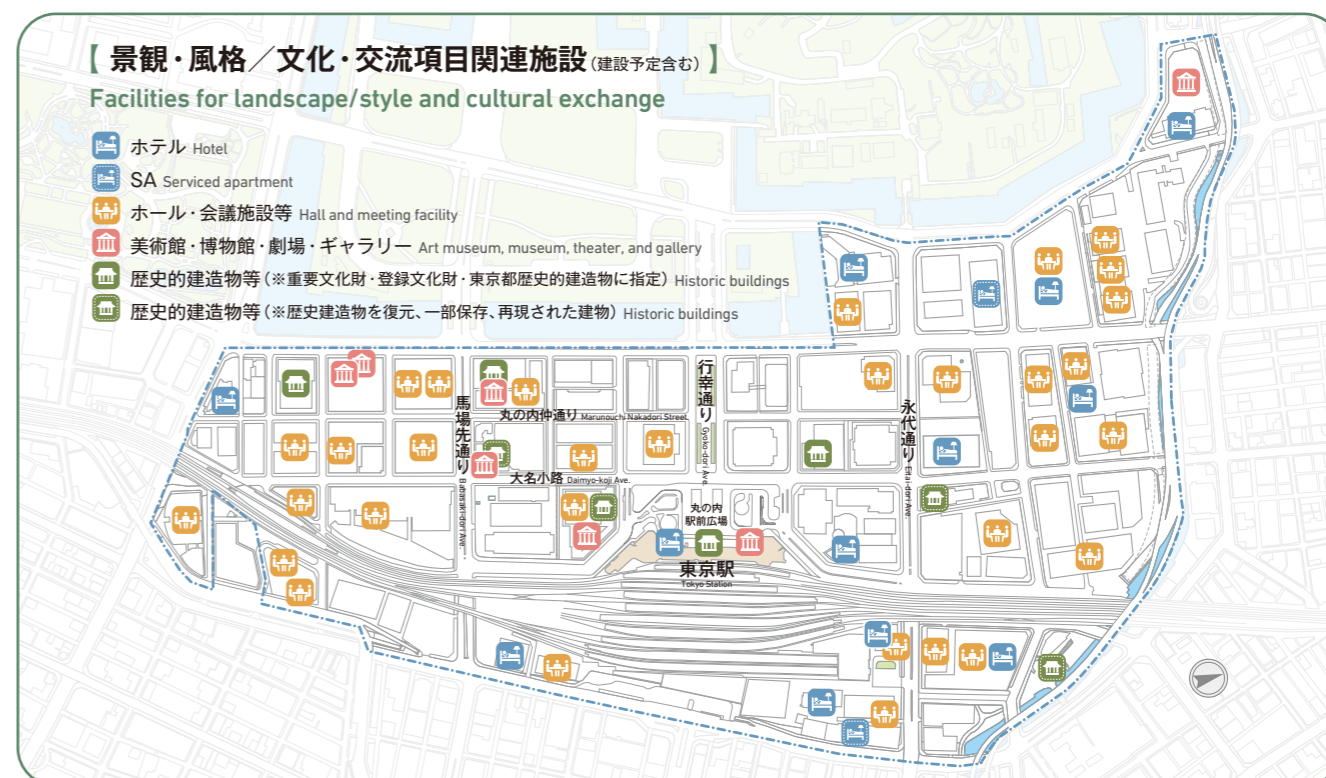 【 景観・風格／文化・交流項目関連施設(建設予定含む) 】
Facilities for landscape/style and cultural exchange
ホテル Hotel
SA Serviced apartment
ホール・会議施設等 Hall and meeting facility
美術館・博物館・劇場・ギャラリー Art museum, museum, theater, and gallery
歴史的建造物等(※重要文化財・登録文化財・東京都歴史的建造物に指定) Historic buildings
歴史的建造物等(※歴史建造物を復元、一部保存、再現された建物) Historic buildings
馬場先通り Babasaki-dori Ave.
丸の内仲通り Marunouchi Nakadori Street
行幸通り Gyoko-dori Ave.
永代通り Eitai-dori Ave.
大名小路 Daimyo-koji Ave.
丸の内
駅前広場
東京駅
Tokyo Station